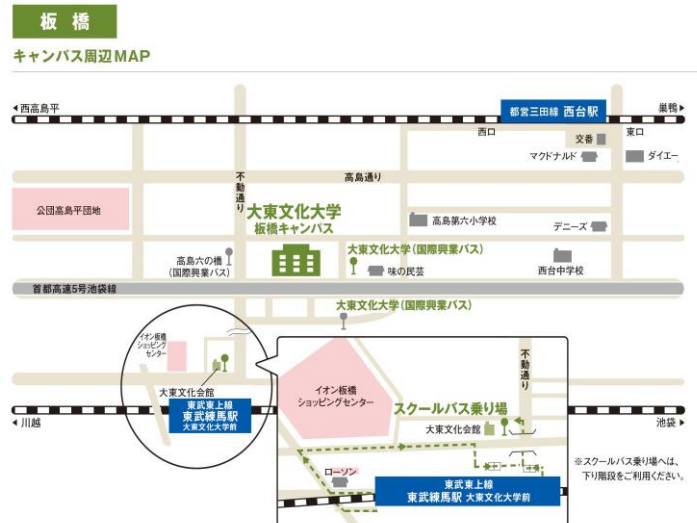 板橋
キャンパス周辺MAP
◀西高島平
都営三田線 西台駅
巣鴨▶
西口
交番
東口
マクドナルド
ダイエー
不動通り
高島通り
公団高島平団地
大東文化大学
板橋キャンパス
高島第六小学校
デニーズ
高島六の橋
(国際興業バス)
大東文化大学(国際興業バス)
味の民芸
西台中学校
首都高速5号池袋線
大東文化大学(国際興業バス)
イオン板橋
ショッピング
センター
大東文化会館
東武東上線
東武練馬駅
大東文化大学前
◀川越
イオン板橋
ショッピングセンター
不動通り
スクールバス乗り場
大東文化会館
ローソン
東武東上線
東武練馬駅 大東文化大学前
池袋▶
※スクールバス乗り場へは、
下り階段をご利用ください。